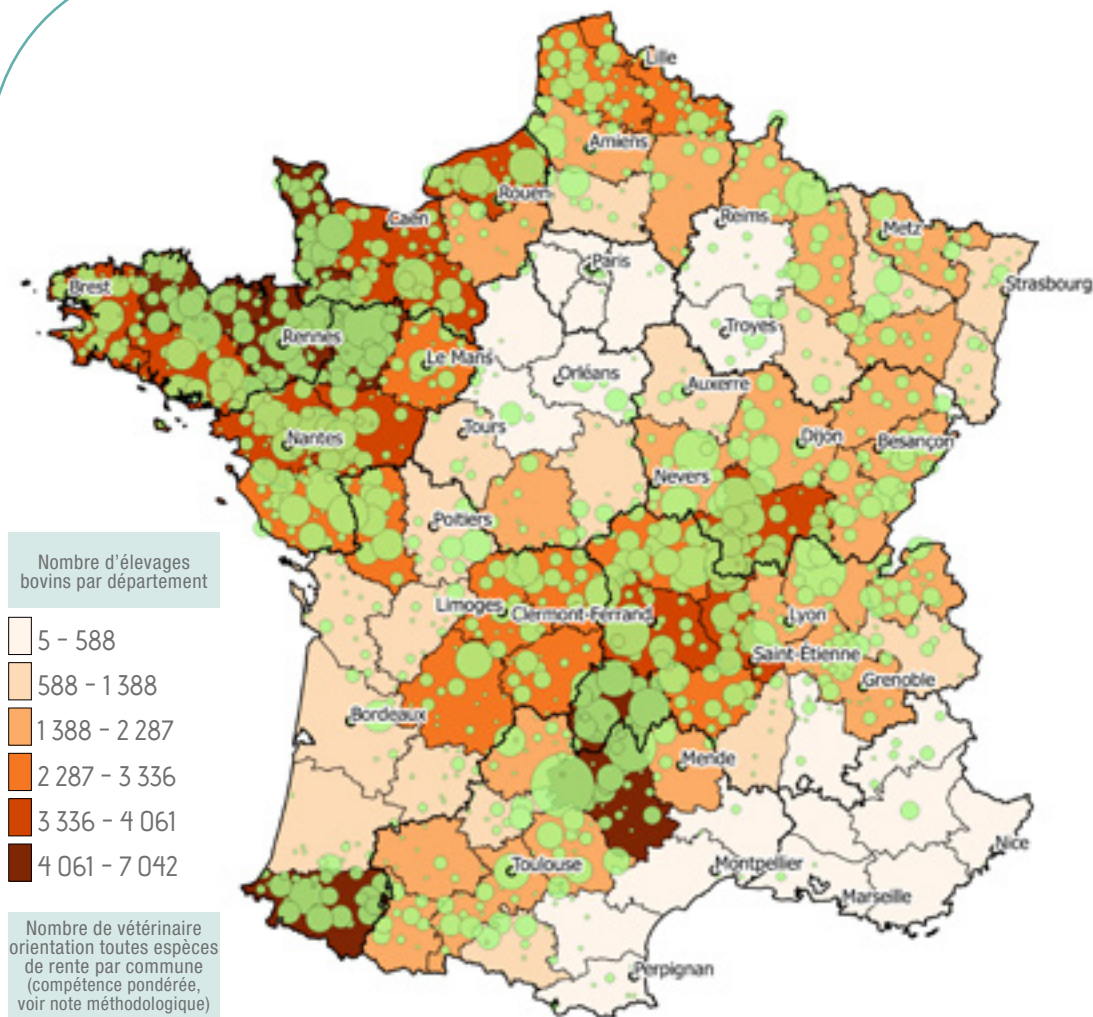 Lille
Amiens
Rouen
Caen
Reims
Metz
Paris
Strasbourg
Brest
Troyes
Rennes
Le Mans
Orléans
Auxerre
Tours
Nantes
Dijon
Besançon
Nevers
Poitiers
Limoges
Clermont-Ferrand
Lyon
Saint-Étienne
Grenoble
Bordeaux
Mende
Toulouse
Montpellier
Nice
Marseille
Perpignan
Nombre d'élevages
bovins par département
5 – 588
588 – 1 388
1 388 – 2 287
2 287 – 3 336
3 336 – 4 061
4 061 – 7 042
Nombre de vétérinaire
orientation toutes espèces
de rente par commune
(compétence pondérée,
voir note méthodologique)